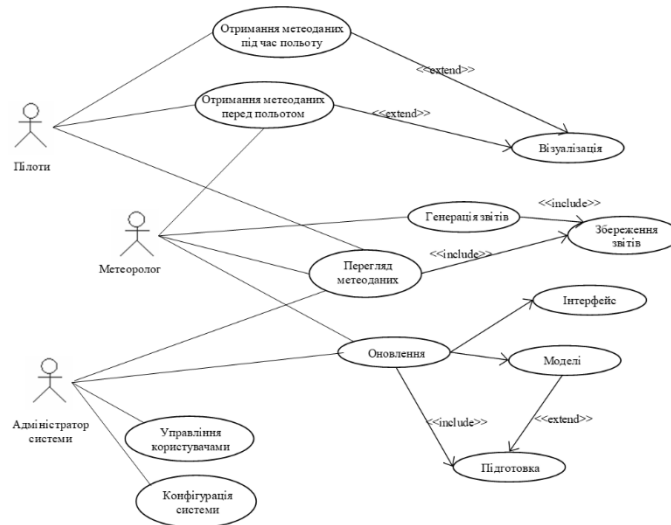 Отримання метеоданих
під час польоту
<<extend>>
Отримання метеоданих
перед польотом
<<extend>>
Візуалізація
Пілоти
Генерація звітів
<<include>>
Збереження
звітів
Метеоролог
Перегляд
метеоданих
<<include>>
Інтерфейс
Оновлення
Моделі
Адміністратор
системи
Управління
користувачами
<<include>>
<<extend>>
Підготовка
Конфігурація
системи